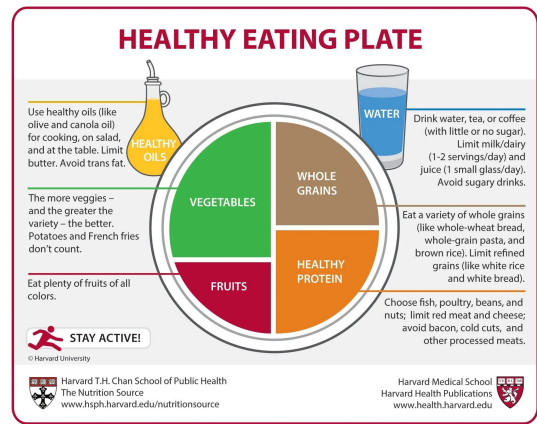 HEALTHY EATING PLATE
Use healthy oils (like
olive and canola oil)
for cooking, on salad,
and at the table. Limit
butter. Avoid trans fat.
HEALTHY
OILS
The more veggies –
and the greater the
variety – the better.
Potatoes and French fries
don't count.
Eat plenty of fruits of all
colors.
VEGETABLES
FRUITS
WHOLE
GRAINS
HEALTHY
PROTEIN
WATER
Drink water, tea, or coffee
(with little or no sugar).
Limit milk/dairy
(1-2 servings/day) and
juice (1 small glass/day).
Avoid sugary drinks.
Eat a variety of whole grains
(like whole-wheat bread,
whole-grain pasta, and
brown rice). Limit refined
grains (like white rice
and white bread).
Choose fish, poultry, beans, and
nuts; limit red meat and cheese;
avoid bacon, cold cuts, and
other processed meats.
STAY ACTIVE!
© Harvard University
Harvard T.H. Chan School of Public Health
The Nutrition Source
www.hsph.harvard.edu/nutritionsource
Harvard Medical School
Harvard Health Publications
www.health.harvard.edu